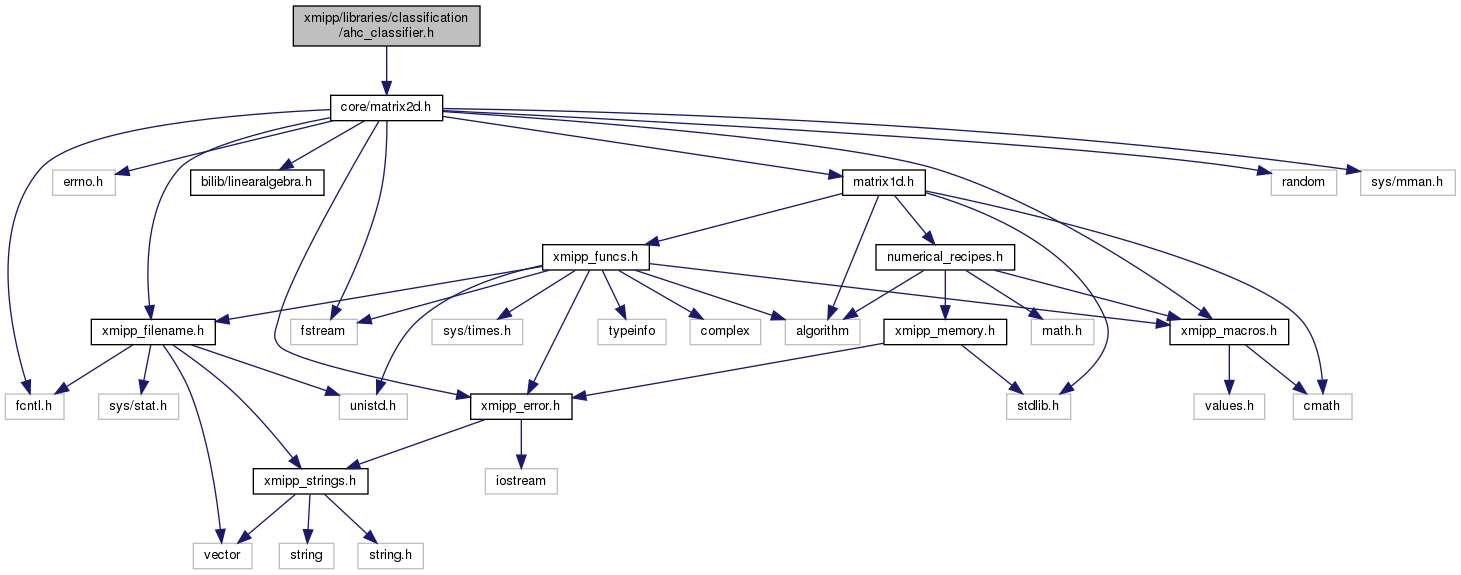 xmipp/libraries/classification
/ahc_classifier.h
core/matrix2d.h
errno.h
bilib/linearalgebra.h
matrix1d.h
random
sys/mman.h
xmipp_funcs.h
numerical_recipes.h
xmipp_filename.h
fstream
sys/times.h
typeinfo
complex
algorithm
xmipp_memory.h
math.h
xmipp_macros.h
fcntl.h
sys/stat.h
unistd.h
xmipp_error.h
stdlib.h
values.h
cmath
xmipp_strings.h
iostream
vector
string
string.h